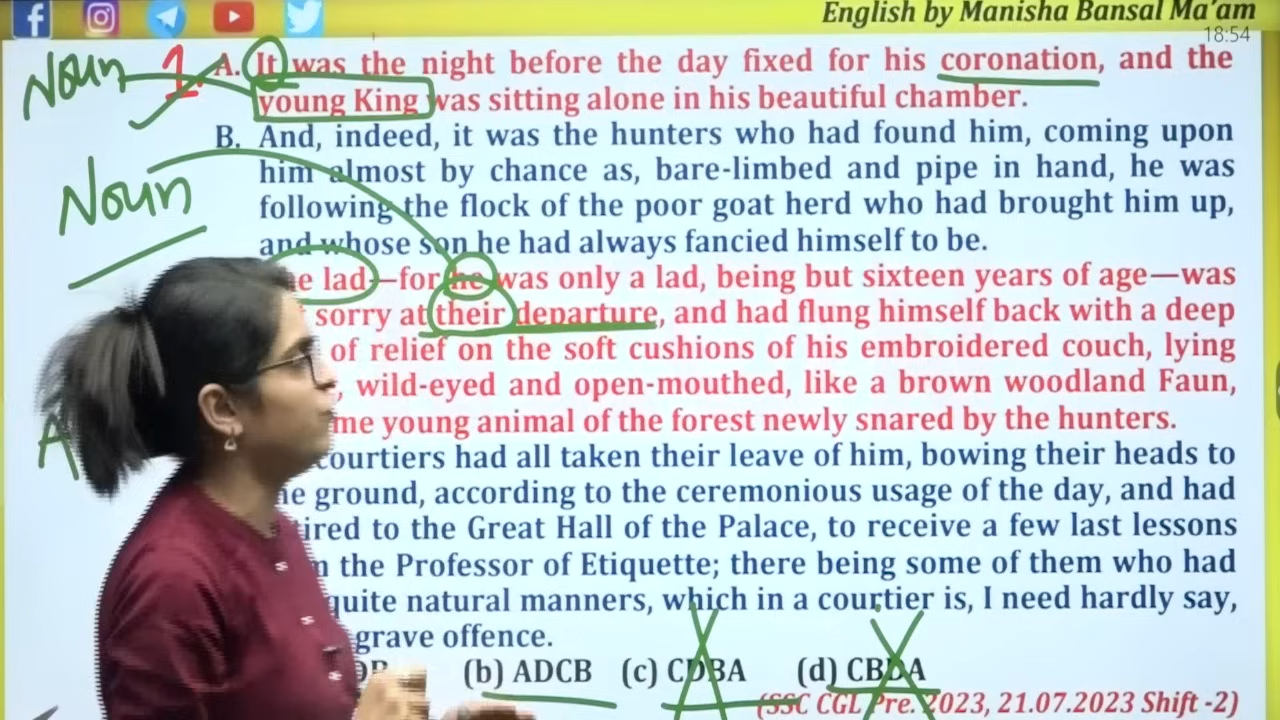 English by Manisha Bansal Ma'am
18:54
Noun
1 A. It was the night before the day fixed for his coronation, and the
young King was sitting alone in his beautiful chamber.
B. And, indeed, it was the hunters who had found him, coming upon
him almost by chance as, bare-limbed and pipe in hand, he was
Noun
following the flock of the poor goat herd who had brought him up,
and whose son he had always fancied himself to be.
lad—for he was only a lad, being but sixteen years of age—was
sorry at their departure, and had flung himself back with a deep
of relief on the soft cushions of his embroidered couch, lying
wild-eyed and open-mouthed, like a brown woodland Faun,
young animal of the forest newly snared by the hunters.
A
courtiers had all taken their leave of him, bowing their heads to
ground, according to the ceremonious usage of the day, and had
to the Great Hall of the Palace, to receive a few last lessons
the Professor of Etiquette; there being some of them who had
quite natural manners, which in a courtier is, I need hardly say,
grave offence.
(b) ADCB (c) CDBA (d) CBDA
(SSC CGL Pre. 2023, 21.07.2023 Shift -2)